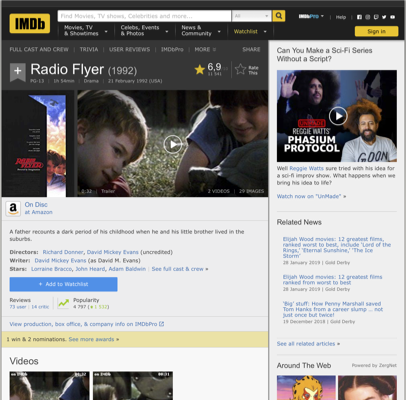 IMDb
Find Movies, TV shows, Celebrities and more...
All
IMDbPro
Help
Movies, TV & Showtimes
Celebs, Events & Photos
News & Community
Watchlist
Sign in
FULL CAST AND CREW | TRIVIA | USER REVIEWS | IMDbPro | MORE
SHARE
Radio Flyer (1992)
PG-13 | 1h 54min | Drama | 21 February 1992 (USA)
6,9
Rate This
2:32 | Trailer
2 VIDEOS | 29 IMAGES
On Disc
at Amazon
A father recounts a dark period of his childhood when he and his little brother lived in the suburbs.
Directors: Richard Donner, David Mickey Evans (uncredited)
Writer: David Mickey Evans (as David M. Evans)
Stars: Lorraine Bracco, John Heard, Adam Baldwin | See full cast & crew »
+ Add to Watchlist
Reviews
73 user | 14 critic
Popularity
4 797
View production, box office, & company info on IMDbPro
1 win & 2 nominations. See more awards »
Videos
Can You Make a Sci-Fi Series Without a Script?
REGGIE WATTS'
PHASIUM
PROTOCOL
Well Reggie Watts sure tried with his idea for a sci-fi improv show. What happens when we bring his idea to life?
Watch now on "UnMade" »
Related News
Elijah Wood movies: 12 greatest films, ranked worst to best, include 'Lord of the Rings,' 'Eternal Sunshine,' 'The Ice Storm'
28 January 2019 | Gold Derby
Elijah Wood movies: 12 greatest films ranked from worst to best
28 January 2019 | Gold Derby
'Big' stuff: How Penny Marshall saved Tom Hanks from a career slump .. not just once but twice!
19 December 2018 | Gold Derby
See all related articles »
Around The Web
Powered by ZergNet